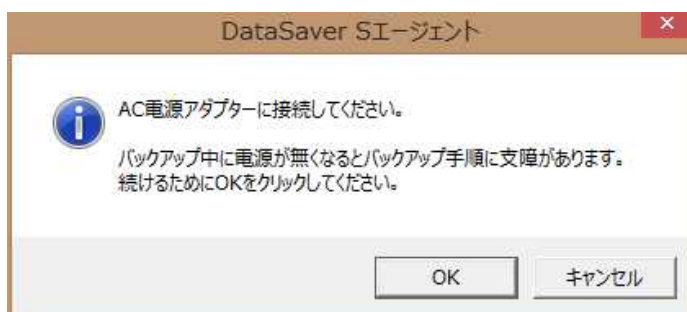 DataSaver Sエージェント
AC電源アダプターに接続してください。
バックアップ中に電源が無くなるとバックアップ手順に支障があります。
続けるためにOKをクリックしてください。
OK
キャンセル